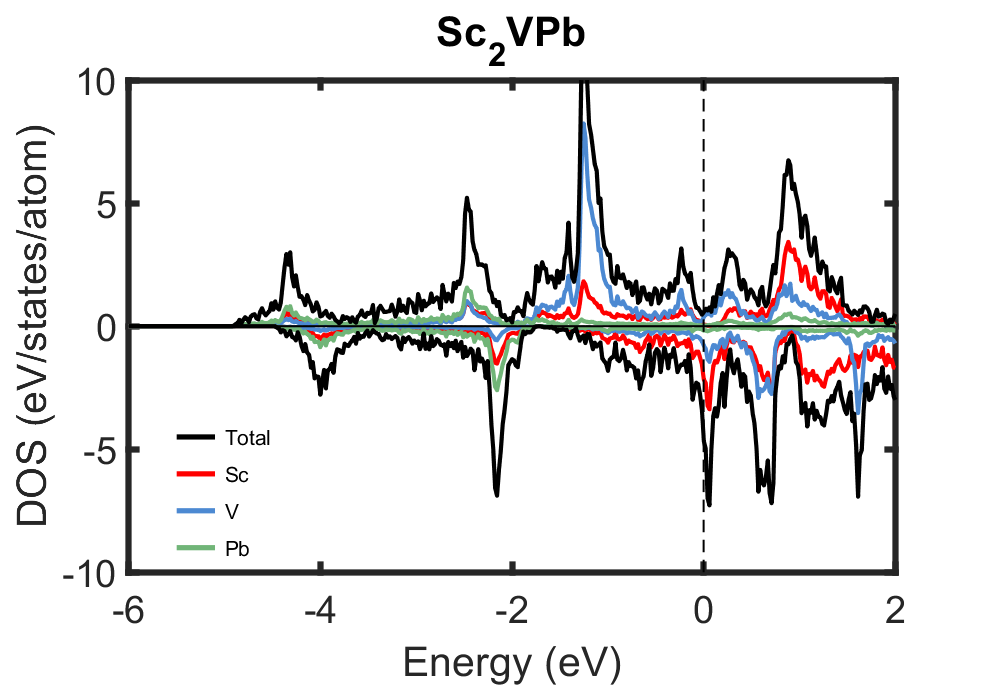 Sc2VPb
DOS (eV/states/atom)
10
5
0
-5
-10
Total
Sc
V
Pb
-6 -4 -2 0 2
Energy (eV)